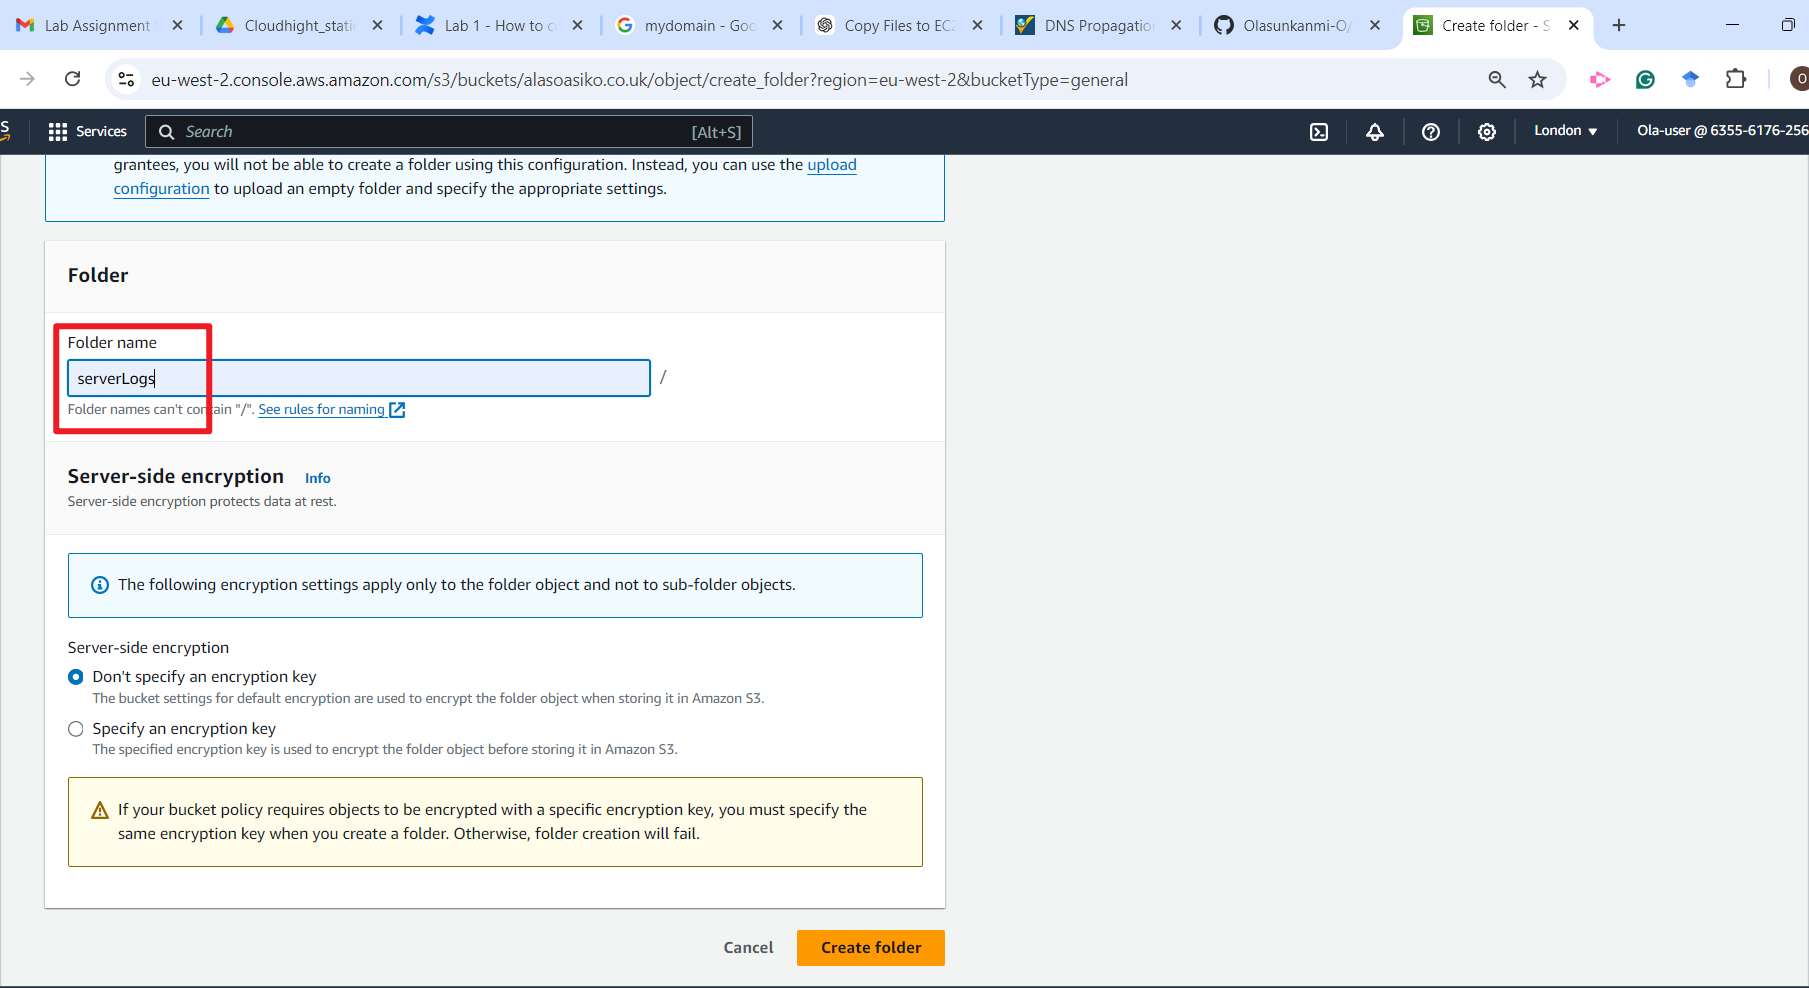 Lab Assignment
Cloudhight_static
Lab 1 - How to c
mydomain - Goo
Copy Files to EC2
DNS Propagation
Olasunkanmi-O/
Create folder - S
eu-west-2.console.aws.amazon.com/s3/buckets/alasoasiko.co.uk/object/create_folder?region=eu-west-2&bucketType=general
O
Services
Search
[Alt+S]
London
Ola-user @ 6355-6176-256
grantees, you will not be able to create a folder using this configuration. Instead, you can use the upload
configuration to upload an empty folder and specify the appropriate settings.
Folder
Folder name
serverLogs
/
Folder names can't contain "/". See rules for naming
Server-side encryption Info
Server-side encryption protects data at rest.
The following encryption settings apply only to the folder object and not to sub-folder objects.
Server-side encryption
Don't specify an encryption key
The bucket settings for default encryption are used to encrypt the folder object when storing it in Amazon S3.
Specify an encryption key
The specified encryption key is used to encrypt the folder object before storing it in Amazon S3.
If your bucket policy requires objects to be encrypted with a specific encryption key, you must specify the
same encryption key when you create a folder. Otherwise, folder creation will fail.
Cancel
Create folder